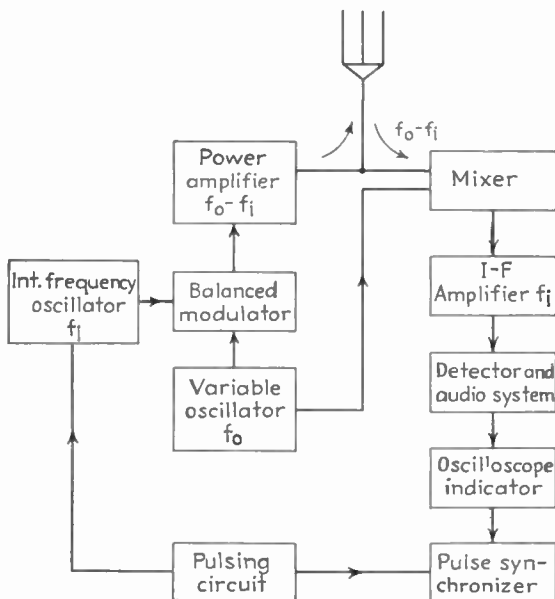 f₀-fᵢ
Power
amplifier
f₀-fᵢ
Mixer
Int. frequency
oscillator
fᵢ
Balanced
modulator
I-F
Amplifier fᵢ
Variable
oscillator
f₀
Detector and
audio system
Oscilloscope
indicator
Pulsing
circuit
Pulse syn-
chronizer